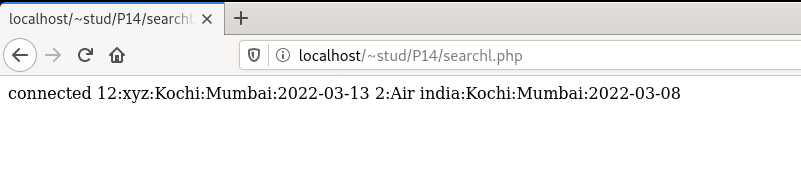 localhost/~stud/P14/searchl
localhost/~stud/P14/searchl.php
connected 12:xyz:Kochi:Mumbai:2022-03-13 2:Air india:Kochi:Mumbai:2022-03-08